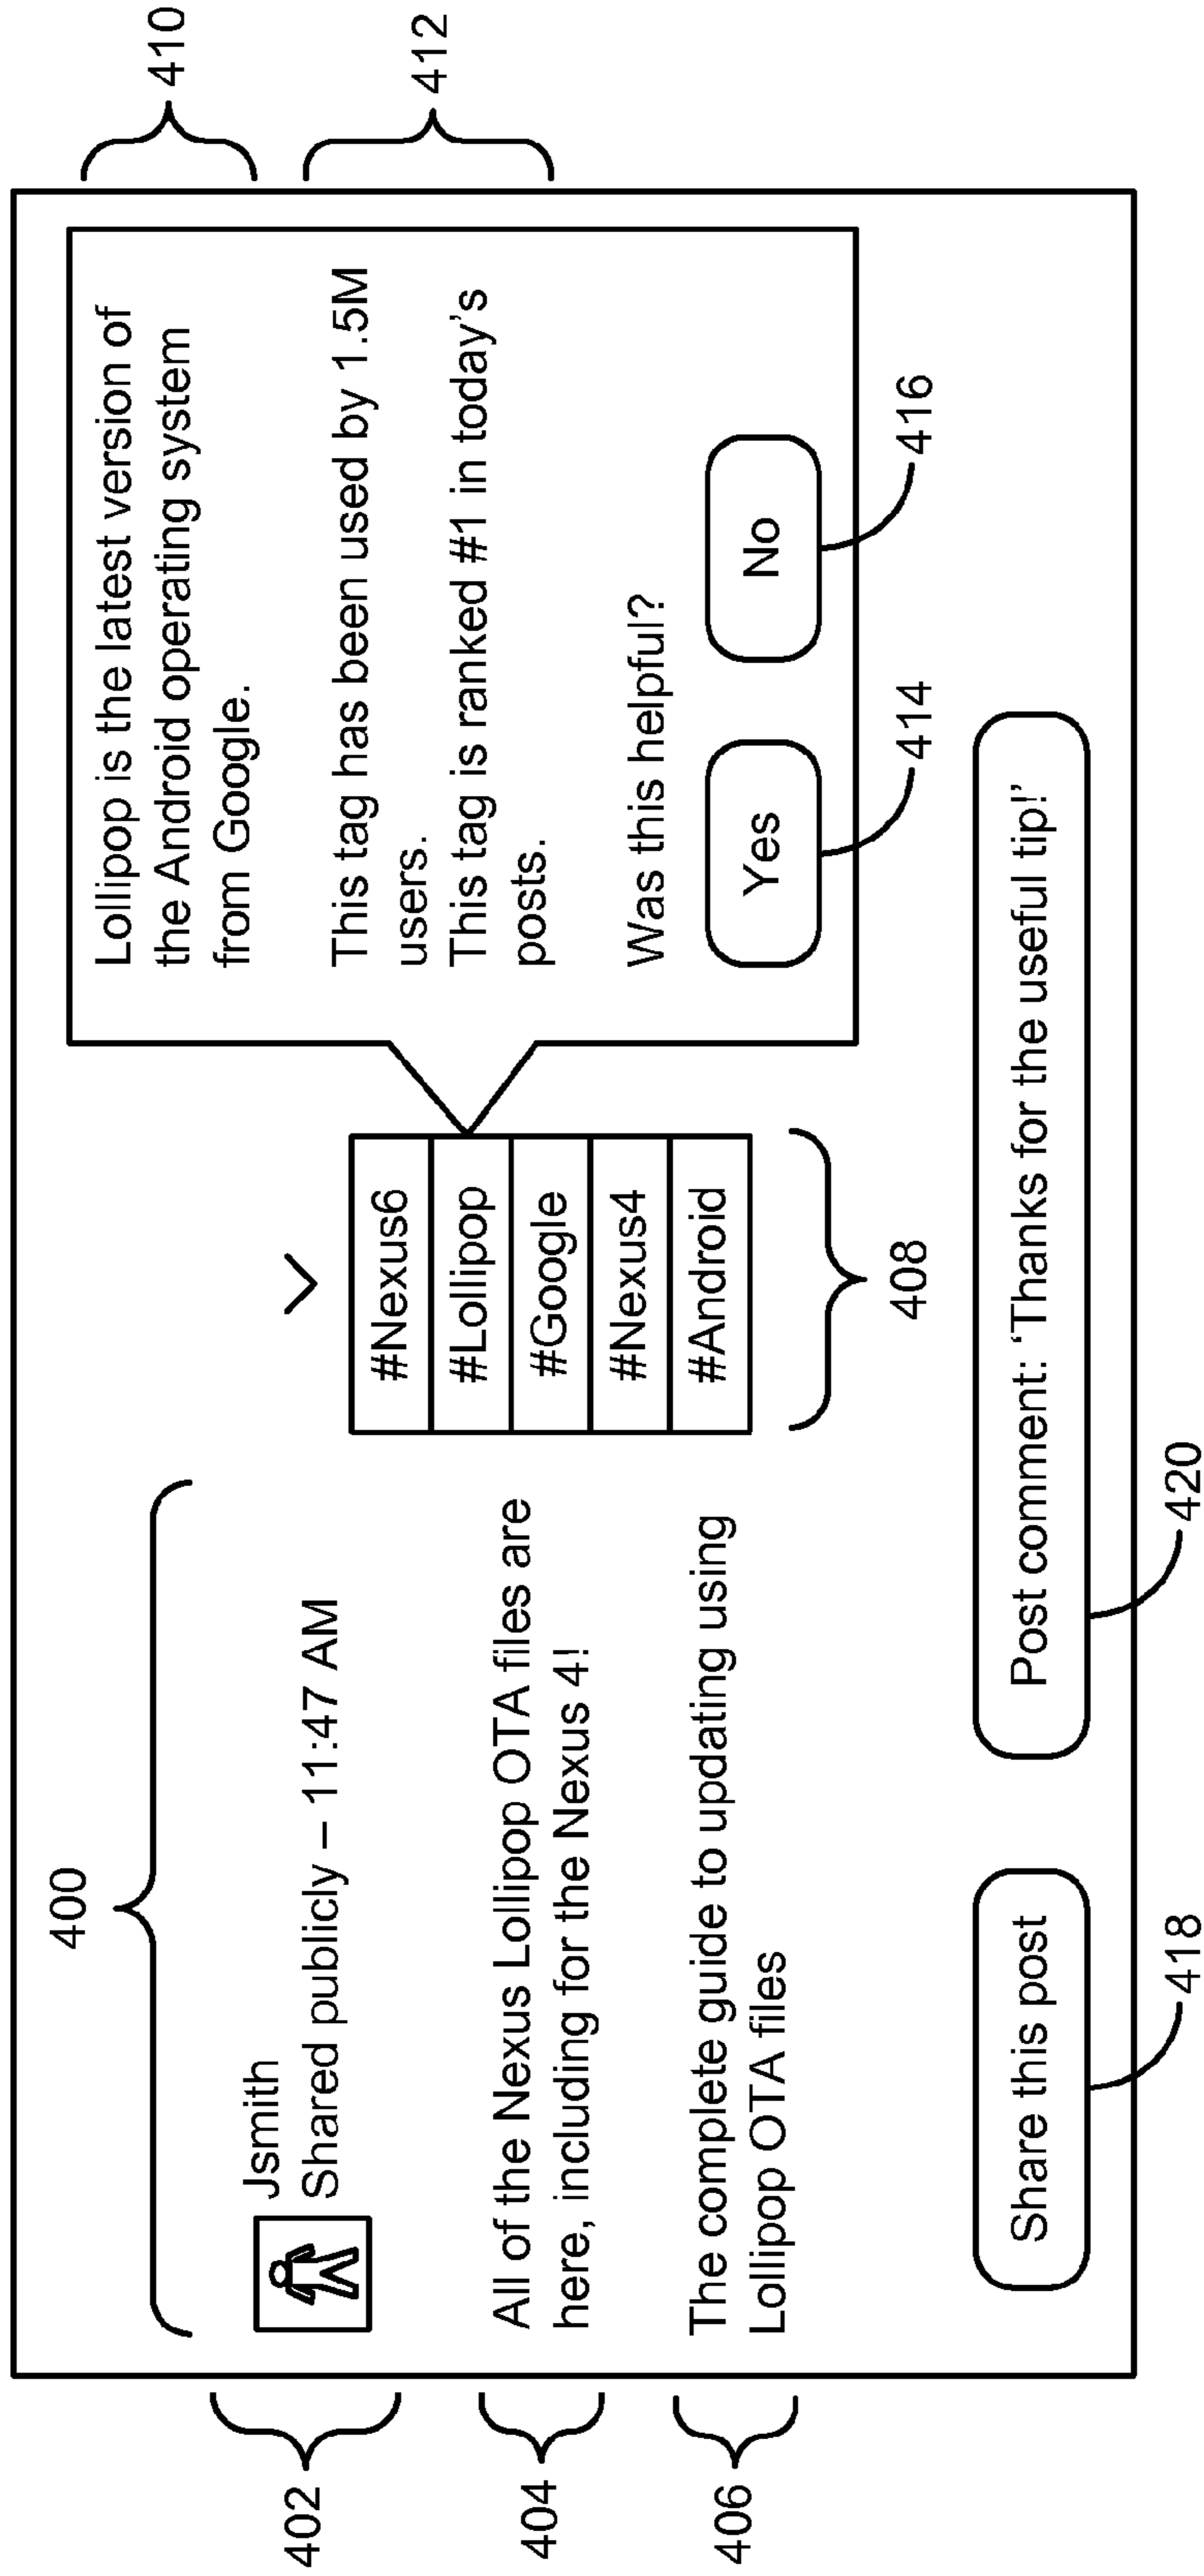 400
402
Jsmith
Shared publicly – 11:47 AM
404
All of the Nexus Lollipop OTA files are
here, including for the Nexus 4!
406
The complete guide to updating using
Lollipop OTA files
#Nexus6
#Lollipop
#Google
#Nexus4
#Android
408
Lollipop is the latest version of
the Android operating system
from Google.
410
This tag has been used by 1.5M
users.
This tag is ranked #1 in today's
posts.
412
Was this helpful?
Yes
No
414
416
Share this post
Post comment: ‘Thanks for the useful tip!’
418
420